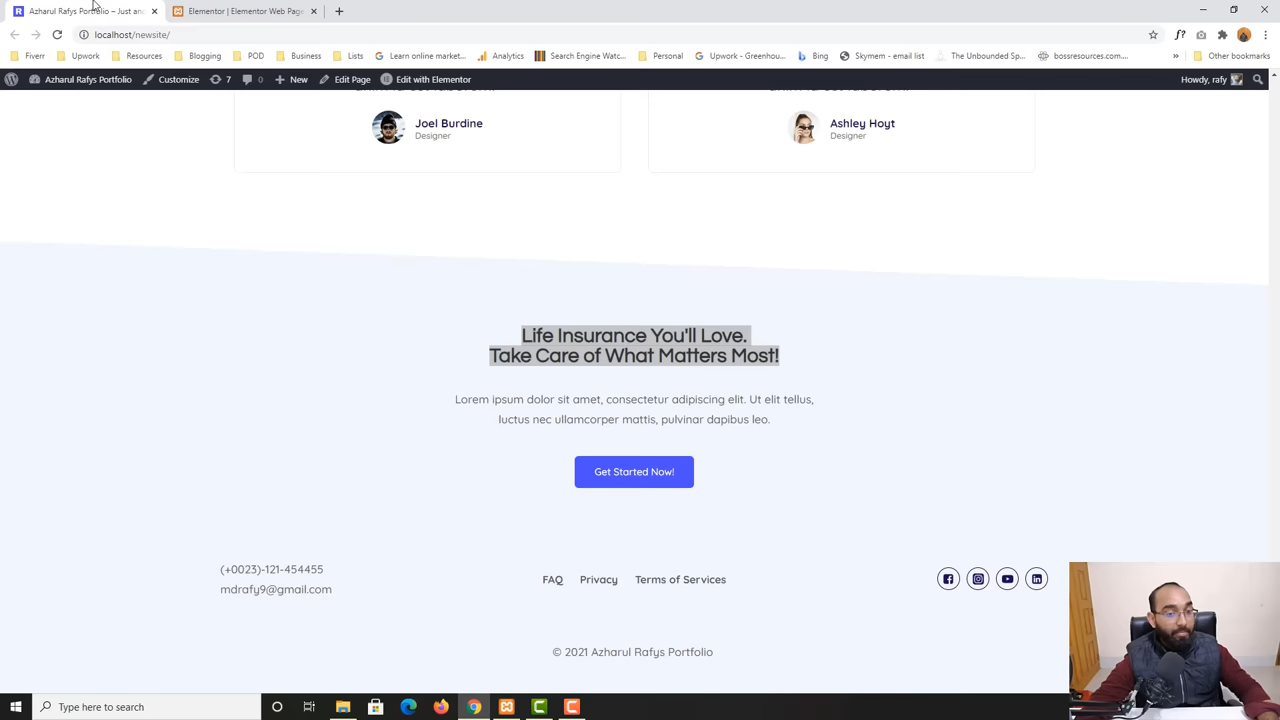 Azharul Rafys Portfolio – Just an
Elementor | Elementor Web Page
localhost/newsite/
Fiverr
Upwork
Resources
Blogging
POD
Business
Lists
Learn online market...
Analytics
Search Engine Watc...
Personal
Upwork - Greenhou...
Bing
Skymem - email list
The Unbounded Sp...
bossresources.com...
»
Other bookmarks
Azharul Rafys Portfolio
Customize
7
0
New
Edit Page
Edit with Elementor
Howdy, rafy
Joel Burdine
Designer
Ashley Hoyt
Designer
Life Insurance You'll Love.
Take Care of What Matters Most!
Lorem ipsum dolor sit amet, consectetur adipiscing elit. Ut elit tellus,
luctus nec ullamcorper mattis, pulvinar dapibus leo.
Get Started Now!
(+0023)-121-454455
mdrafy9@gmail.com
FAQ
Privacy
Terms of Services
© 2021 Azharul Rafys Portfolio
Type here to search